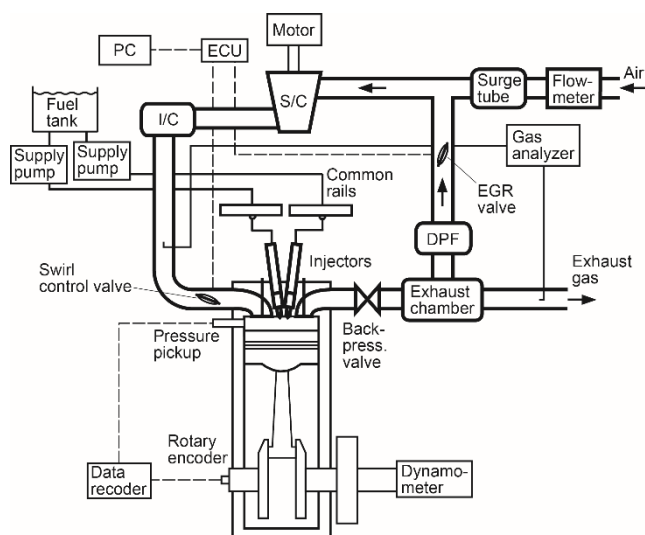 Motor
PC
ECU
S/C
Surge
tube
Flow-
meter
Air
Fuel
tank
I/C
Supply
pump
Supply
pump
Gas
analyzer
Common
rails
EGR
valve
DPF
Injectors
Swirl
control valve
Exhaust
gas
Exhaust
chamber
Pressure
pickup
Back-
press.
valve
Rotary
encoder
Data
recoder
Dynamo-
meter